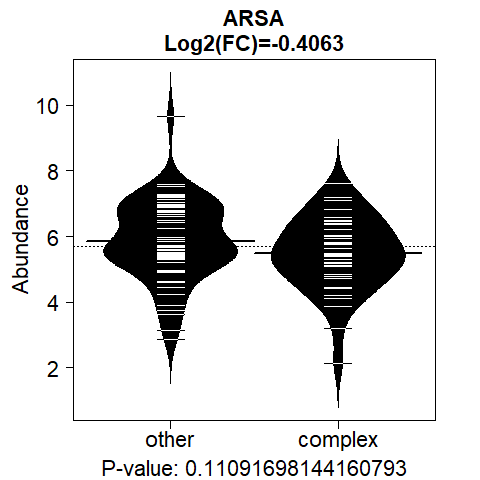 ARSA
Log2(FC)=-0.4063
Abundance
10
8
6
4
2
other complex
P-value: 0.11091698144160793